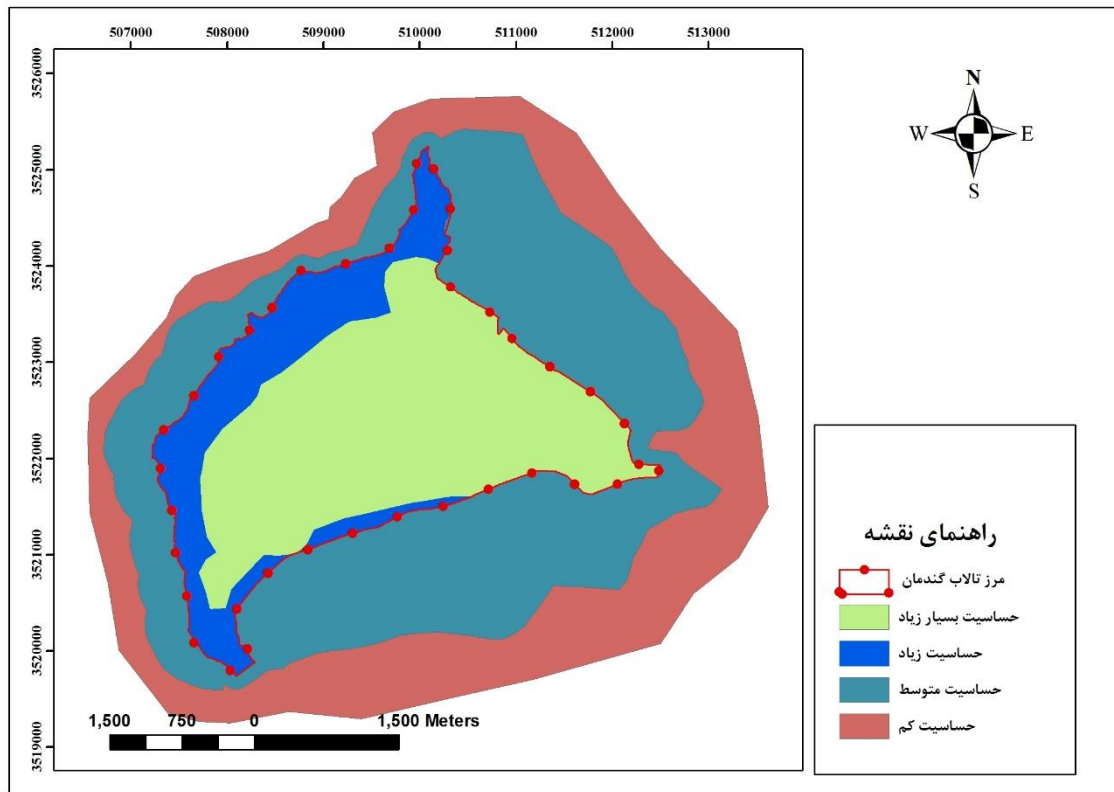 507000 508000 509000 510000 511000 512000 513000
3526000
3525000
3524000
3523000
3522000
3521000
3520000
3519000
N
W E
S
1,500 750 0 1,500 Meters
راهنمای نقشه
مرز تالاب گندمان
حساسیت بسیار زیاد
حساسیت زیاد
حساسیت متوسط
حساسیت کم